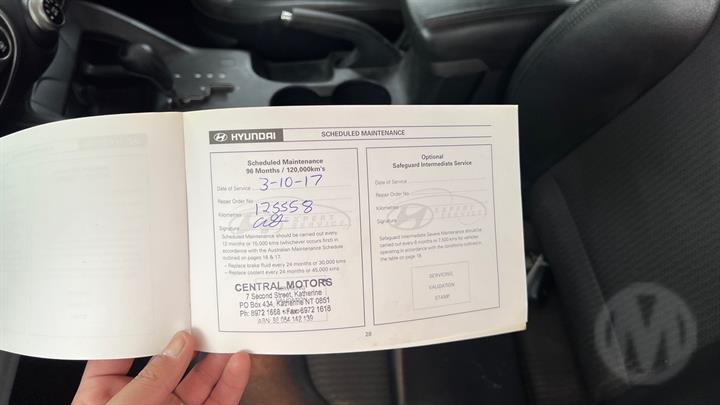 HYUNDAI
SCHEDULED MAINTENANCE
Scheduled Maintenance
96 Months / 120,000km's
Date of Service 3-10-17
Repair Order No
Kilometres 125558
Signature
EXPERT
SERVICE
Scheduled Maintenance should be carried out every
12 months or 15,000 kms (whichever occurs first) in
accordance with the Australian Maintenance Schedule
outlined on pages 16 & 17.
– Replace brake fluid every 24 months or 30,000 kms
– Replace coolant every 24 months or 45,000 kms
CENTRAL MOTORS
7 Second Street, Katherine
PO Box 434, Katherine NT 0851
Ph: 8972 1668 • Fax: 8972 1618
Optional
Safeguard Intermediate Service
Date of Service
Repair Order No
Kilometres
Signature
EXPERT
SERVICE
Safeguard Intermediate Severe Maintenance should be
carried out every 6 months or 7,500 kms for vehicles
operating in accordance with the conditions outlined in
the table on page 18.
SERVICING
VALIDATION
STAMP
28
M